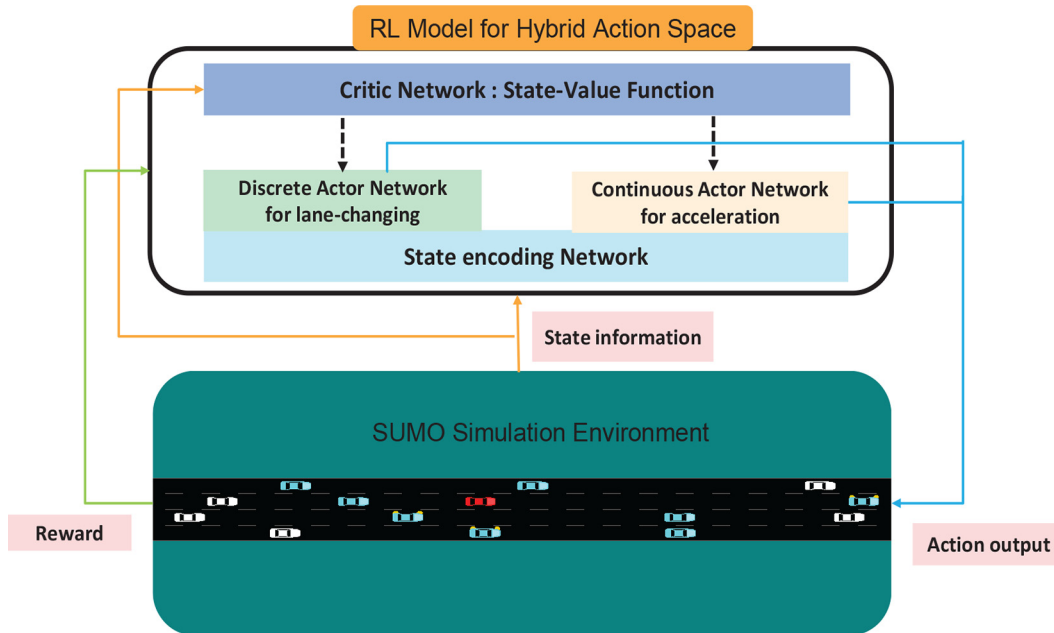 RL Model for Hybrid Action Space
Critic Network : State-Value Function
Discrete Actor Network
for lane-changing
Continuous Actor Network
for acceleration
State encoding Network
State information
SUMO Simulation Environment
Reward
Action output